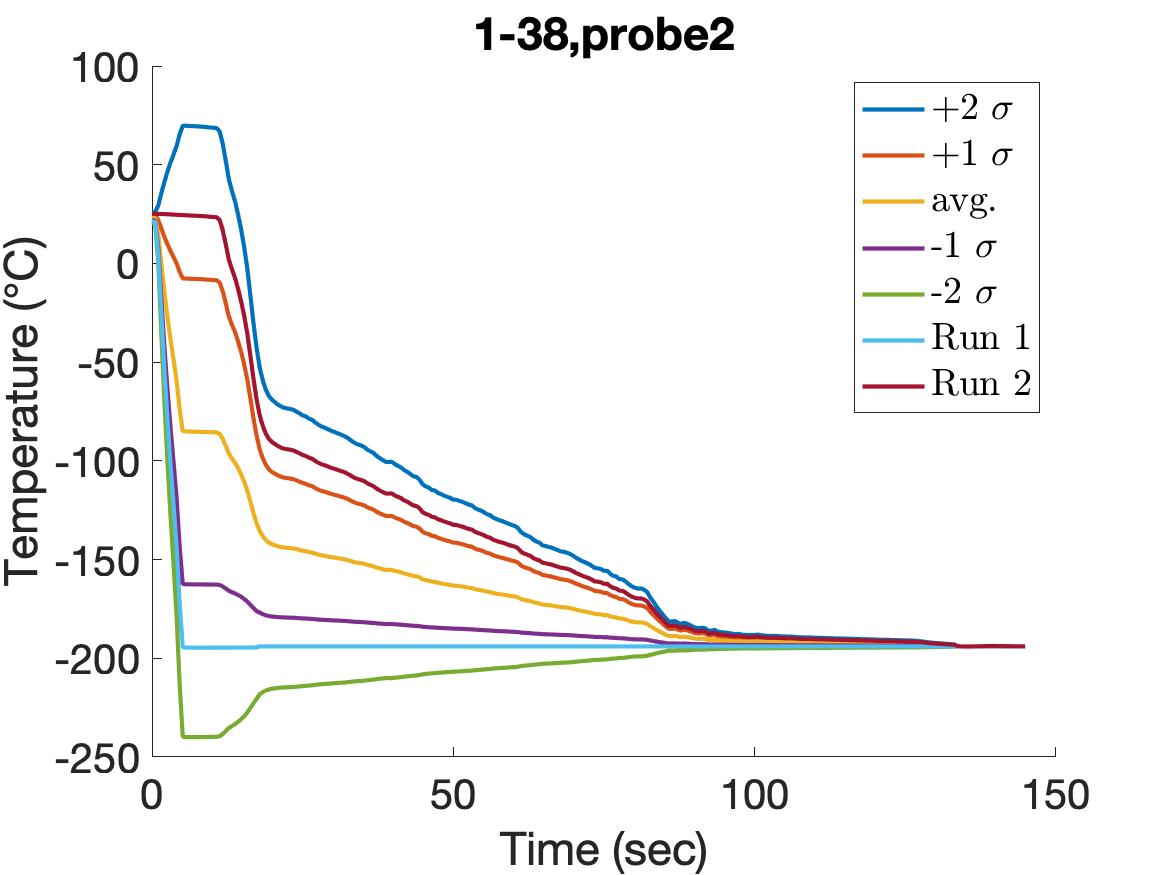 1-38,probe2
100
50
0
-50
-100
-150
-200
-250
Temperature (°C)
+2 σ
+1 σ
avg.
-1 σ
-2 σ
Run 1
Run 2
0
50
100
150
Time (sec)